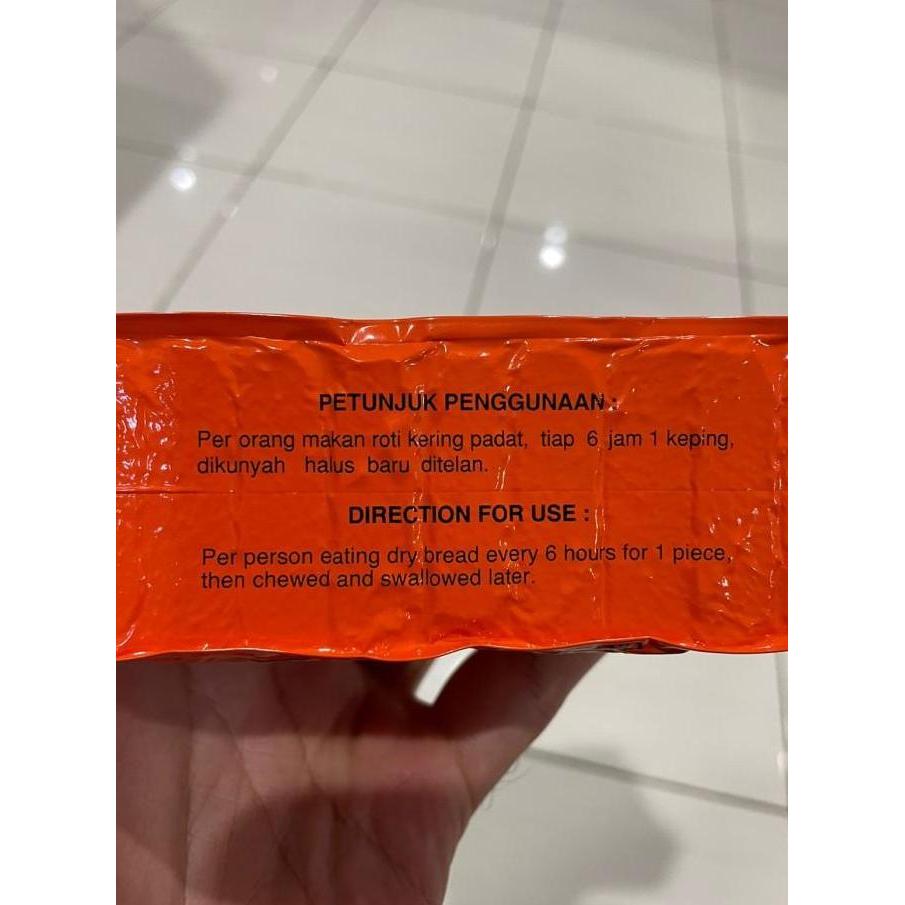 PETUNJUK PENGGUNAAN :
Per orang makan roti kering padat, tiap 6 jam 1 keping,
dikunyah halus baru ditelan.
DIRECTION FOR USE :
Per person eating dry bread every 6 hours for 1 piece,
then chewed and swallowed later.